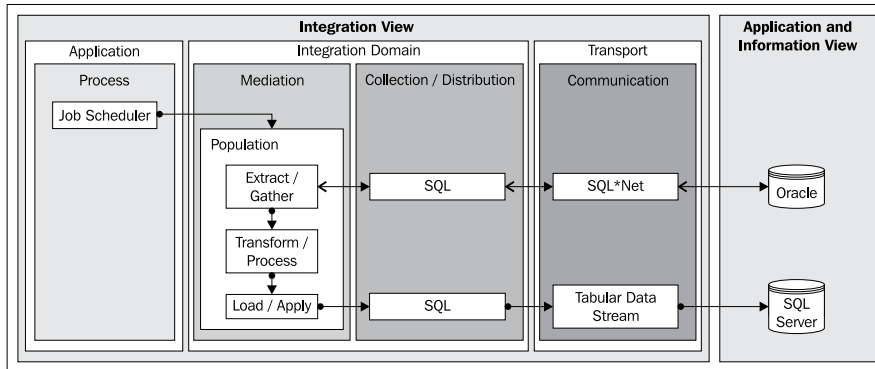 Integration View
Application and
Information View
Application
Integration Domain
Transport
Process
Mediation
Collection / Distribution
Communication
Job Scheduler
Population
Extract /
Gather
SQL
SQL*Net
Oracle
Transform /
Process
Load / Apply
SQL
Tabular Data
Stream
SQL
Server